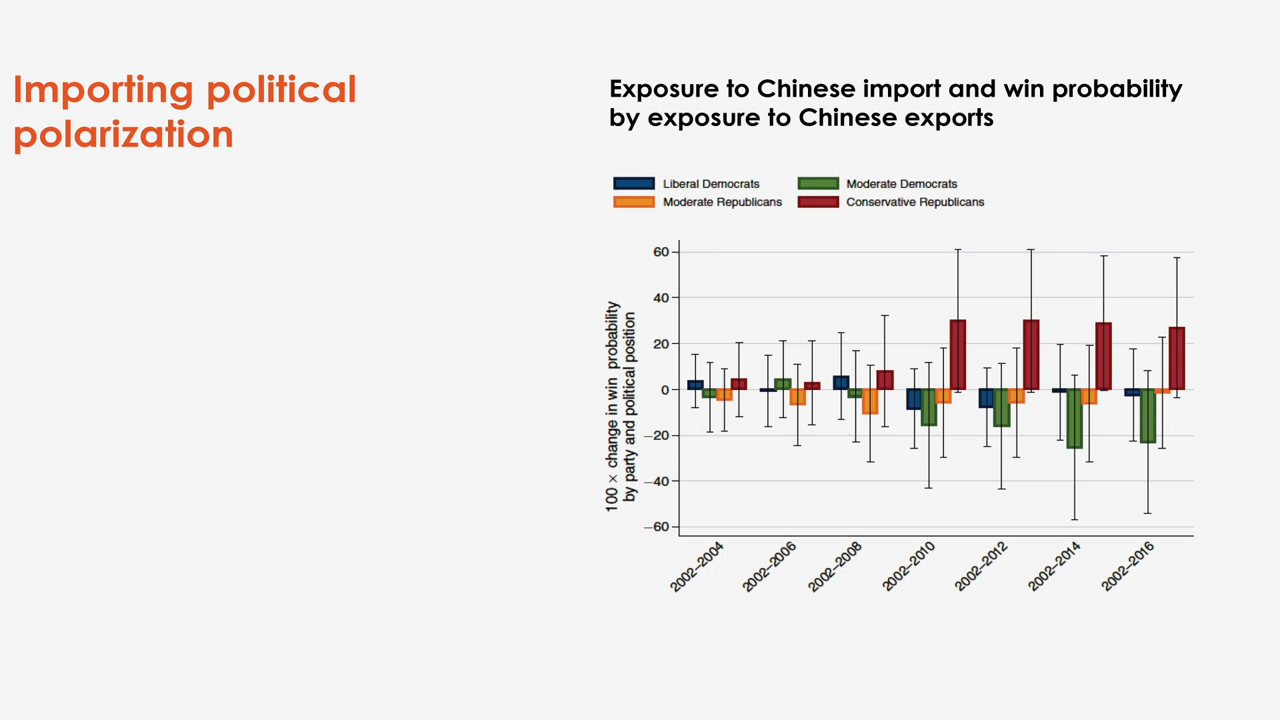 Importing political
polarization
Exposure to Chinese import and win probability
by exposure to Chinese exports
Liberal Democrats
Moderate Democrats
Moderate Republicans
Conservative Republicans
100 × change in win probability
by party and political position
60
40
20
0
−20
−40
−60
2002–2004
2002–2006
2002–2008
2002–2010
2002–2012
2002–2014
2002–2016